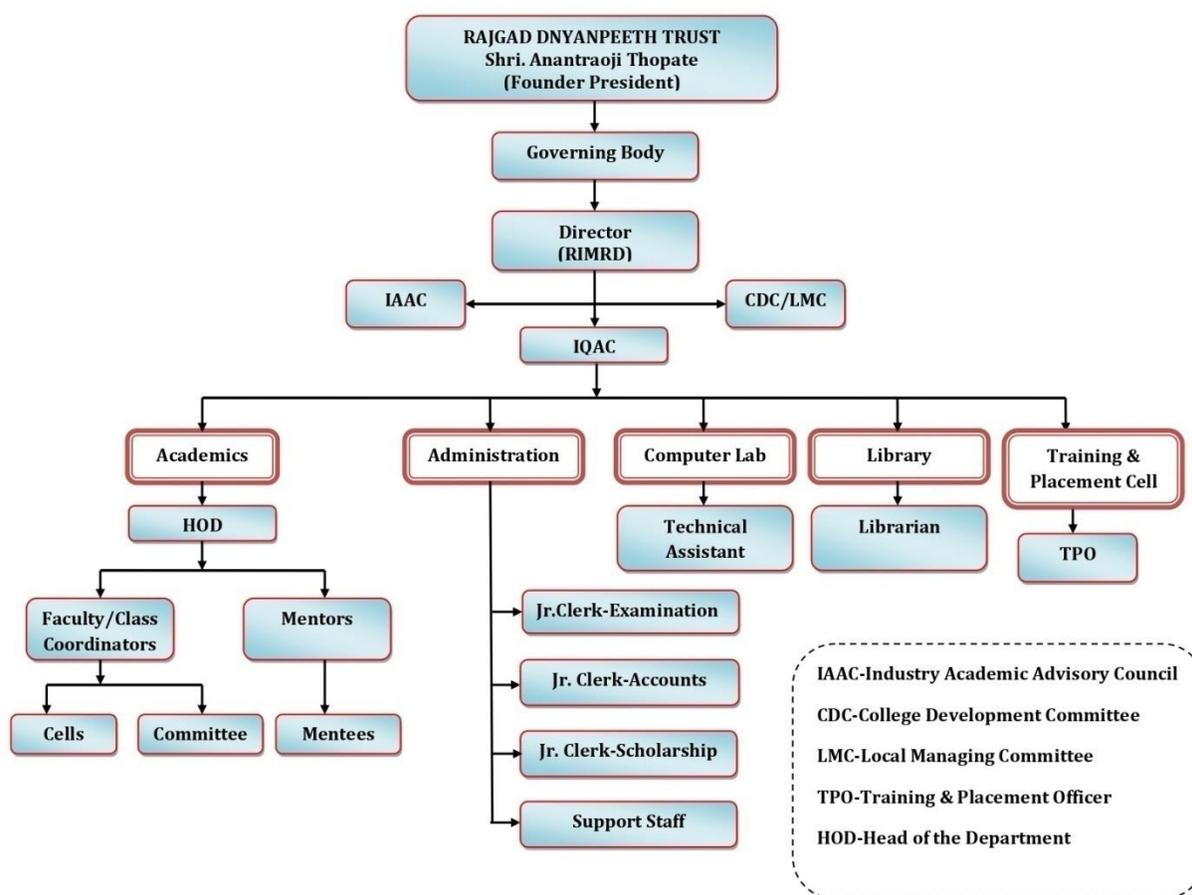 RAJGAD DNYANPEETH TRUST
Shri. Anantraoji Thopate
(Founder President)
Governing Body
Director
(RIMRD)
IAAC
CDC/LMC
IQAC
Academics
Administration
Computer Lab
Library
Training &
Placement Cell
HOD
Technical
Assistant
Librarian
TPO
Faculty/Class
Coordinators
Mentors
Cells
Committee
Mentees
Jr.Clerk-Examination
Jr. Clerk-Accounts
Jr. Clerk-Scholarship
Support Staff
IAAC-Industry Academic Advisory Council
CDC-College Development Committee
LMC-Local Managing Committee
TPO-Training & Placement Officer
HOD-Head of the Department